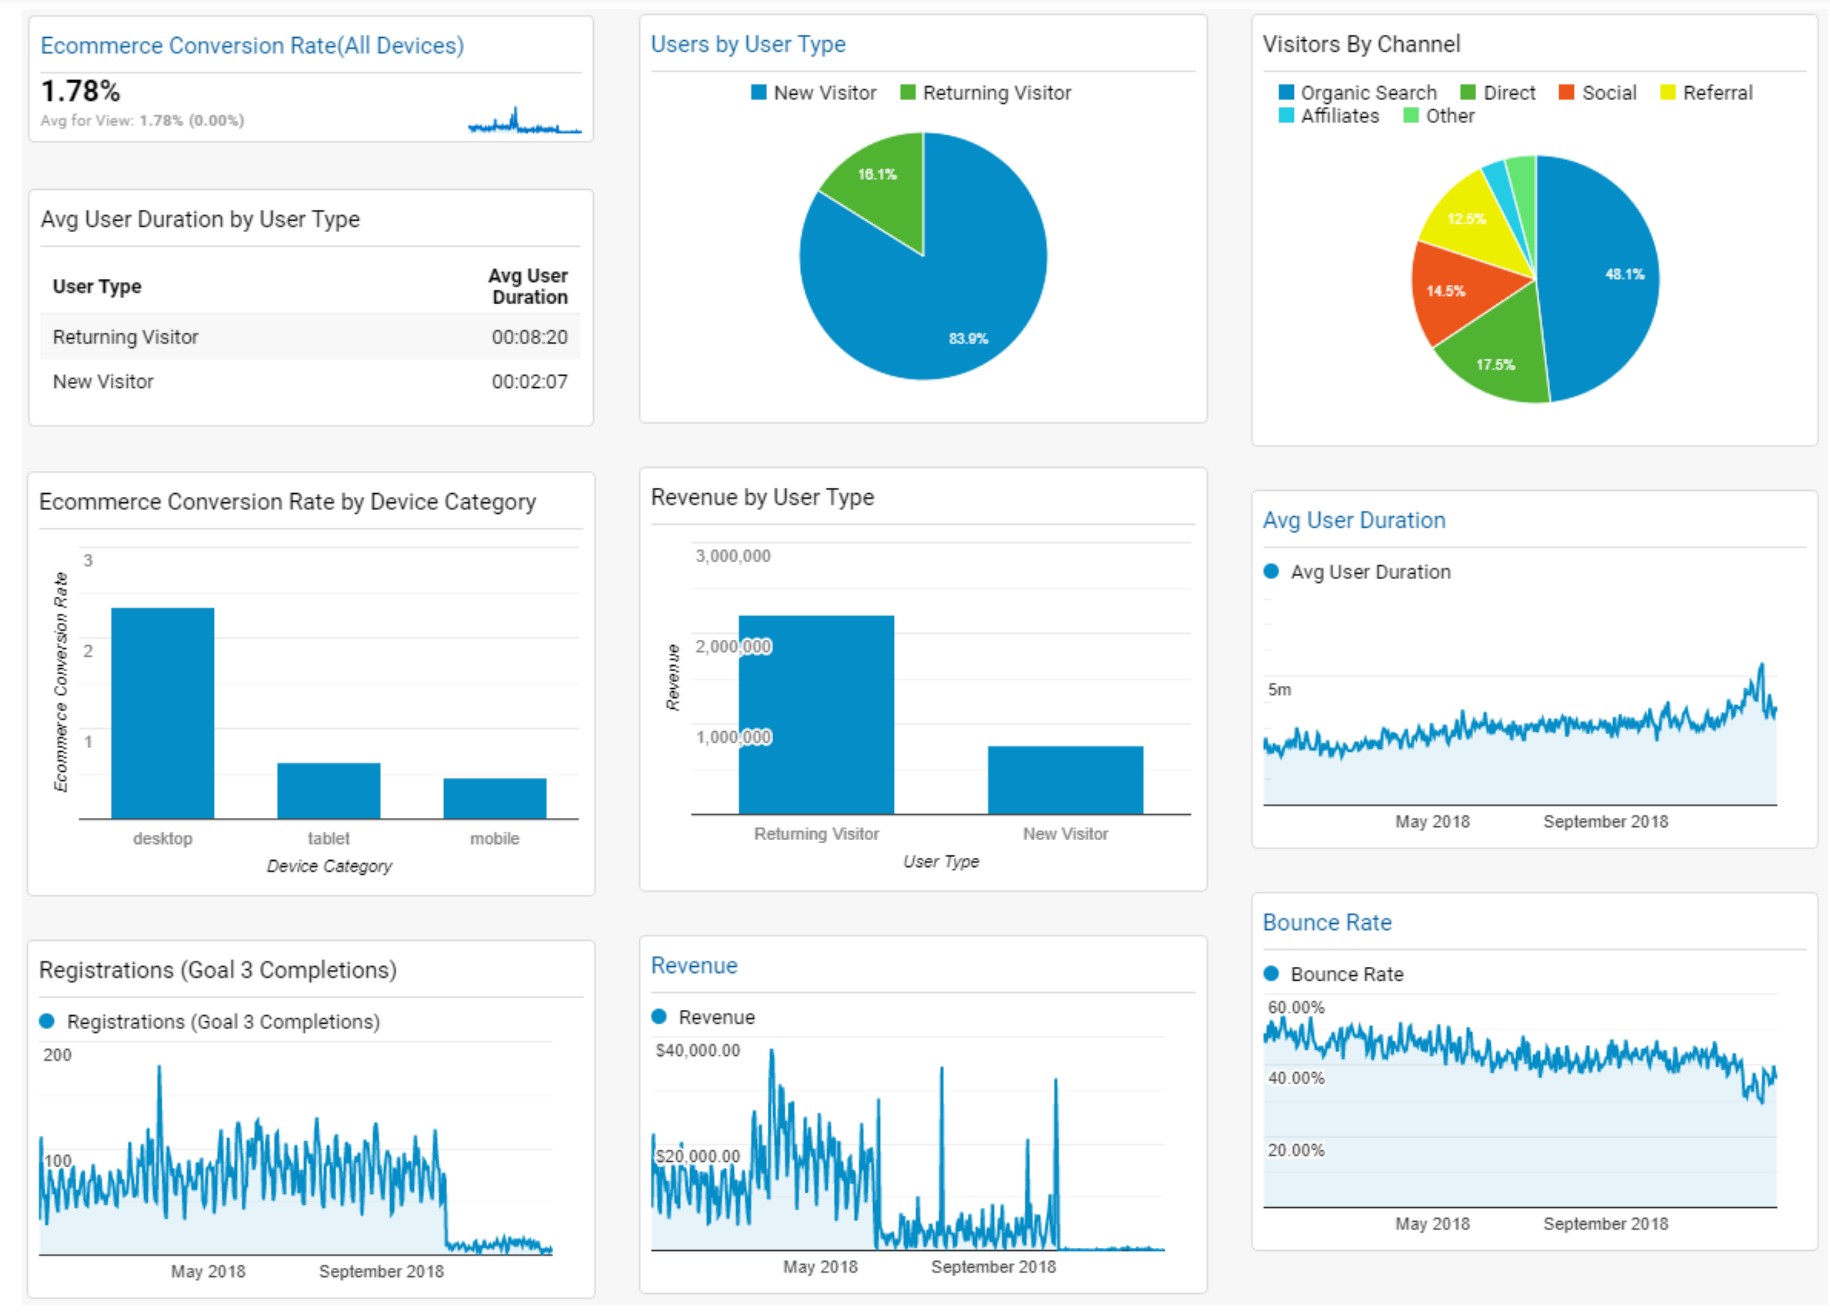 Ecommerce Conversion Rate(All Devices)
1.78%
Avg for View: 1.78% (0.00%)
Avg User Duration by User Type
User Type
Avg User
Duration
Returning Visitor 00:08:20
New Visitor 00:02:07
Ecommerce Conversion Rate by Device Category
Ecommerce Conversion Rate
3
2
1
desktop tablet mobile
Device Category
Registrations (Goal 3 Completions)
Registrations (Goal 3 Completions)
200
100
May 2018 September 2018
Users by User Type
New Visitor Returning Visitor
16.1%
83.9%
Revenue by User Type
Revenue
3,000,000
2,000,000
1,000,000
Returning Visitor New Visitor
User Type
Revenue
Revenue
$40,000.00
$20,000.00
May 2018 September 2018
Visitors By Channel
Organic Search Direct Social Referral
Affiliates Other
12.5%
48.1%
14.5%
17.5%
Avg User Duration
Avg User Duration
5m
May 2018 September 2018
Bounce Rate
Bounce Rate
60.00%
40.00%
20.00%
May 2018 September 2018